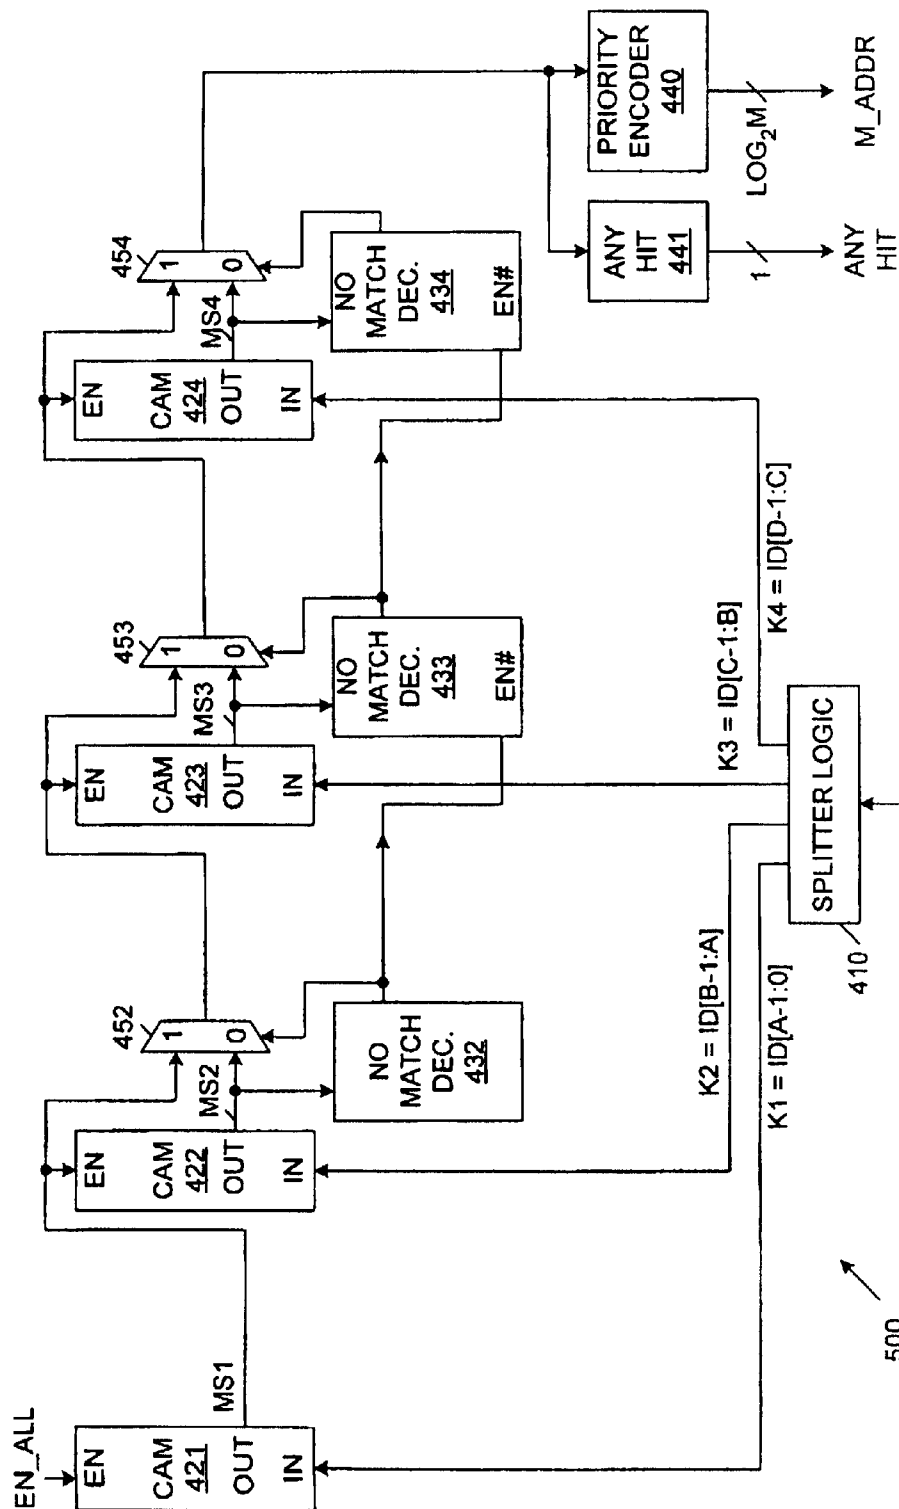 EN_ALL
EN
CAM
421
OUT
IN
MS1
EN
CAM
422
OUT
IN
MS2
452
1
0
NO
MATCH
DEC.
432
EN
CAM
423
OUT
IN
MS3
453
1
0
NO
MATCH
DEC.
433
EN#
EN
CAM
424
OUT
IN
MS4
454
1
0
NO
MATCH
DEC.
434
EN#
PRIORITY
ENCODER
440
LOG₂M
M_ADDR
ANY
HIT
441
1
ANY
HIT
K1 = ID[A-1:0]
K2 = ID[B-1:A]
K3 = ID[C-1:B]
K4 = ID[D-1:C]
SPLITTER LOGIC
410
500